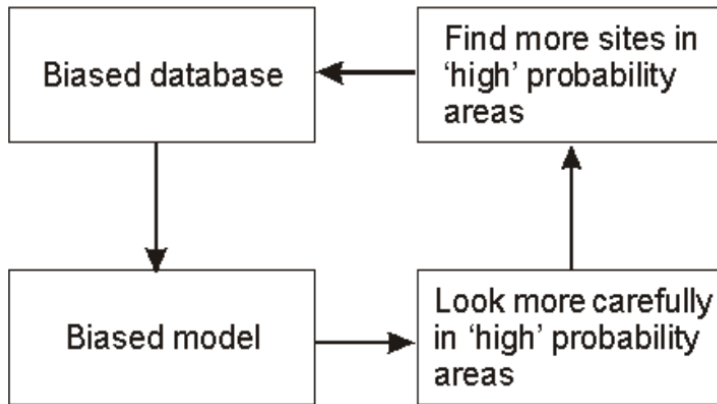 Biased database
Find more sites in
‘high’ probability
areas
Biased model
Look more carefully
in ‘high’ probability
areas